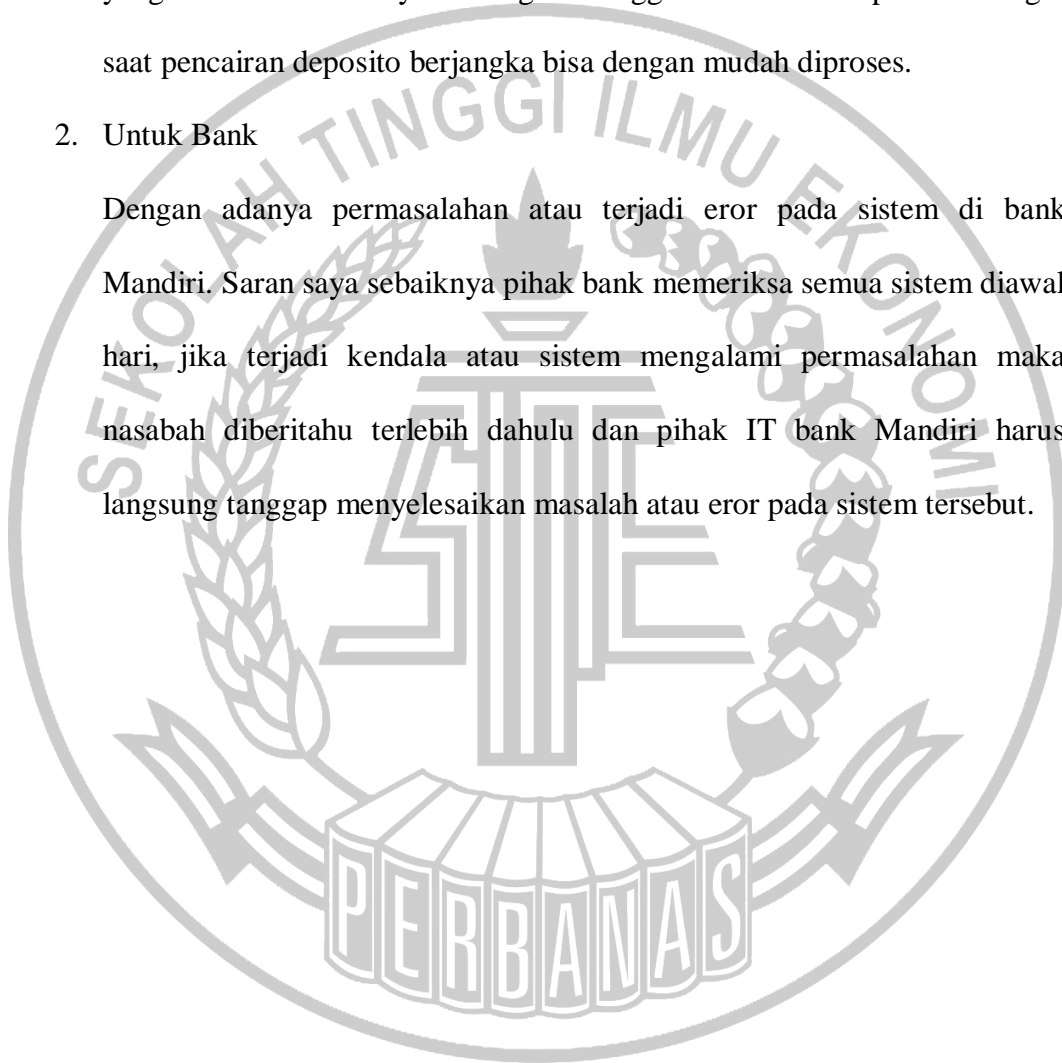 saat pencairan deposito berjangka bisa dengan mudah diproses.
2. Untuk Bank
Dengan adanya permasalahan atau terjadi eror pada sistem di bank
Mandiri. Saran saya sebaiknya pihak bank memeriksa semua sistem diawal
hari, jika terjadi kendala atau sistem mengalami permasalahan maka
nasabah diberitahu terlebih dahulu dan pihak IT bank Mandiri harus
langsung tanggap menyelesaikan masalah atau eror pada sistem tersebut.
SEKOLAH TINGGI ILMU EKONOMI
PERBANAS